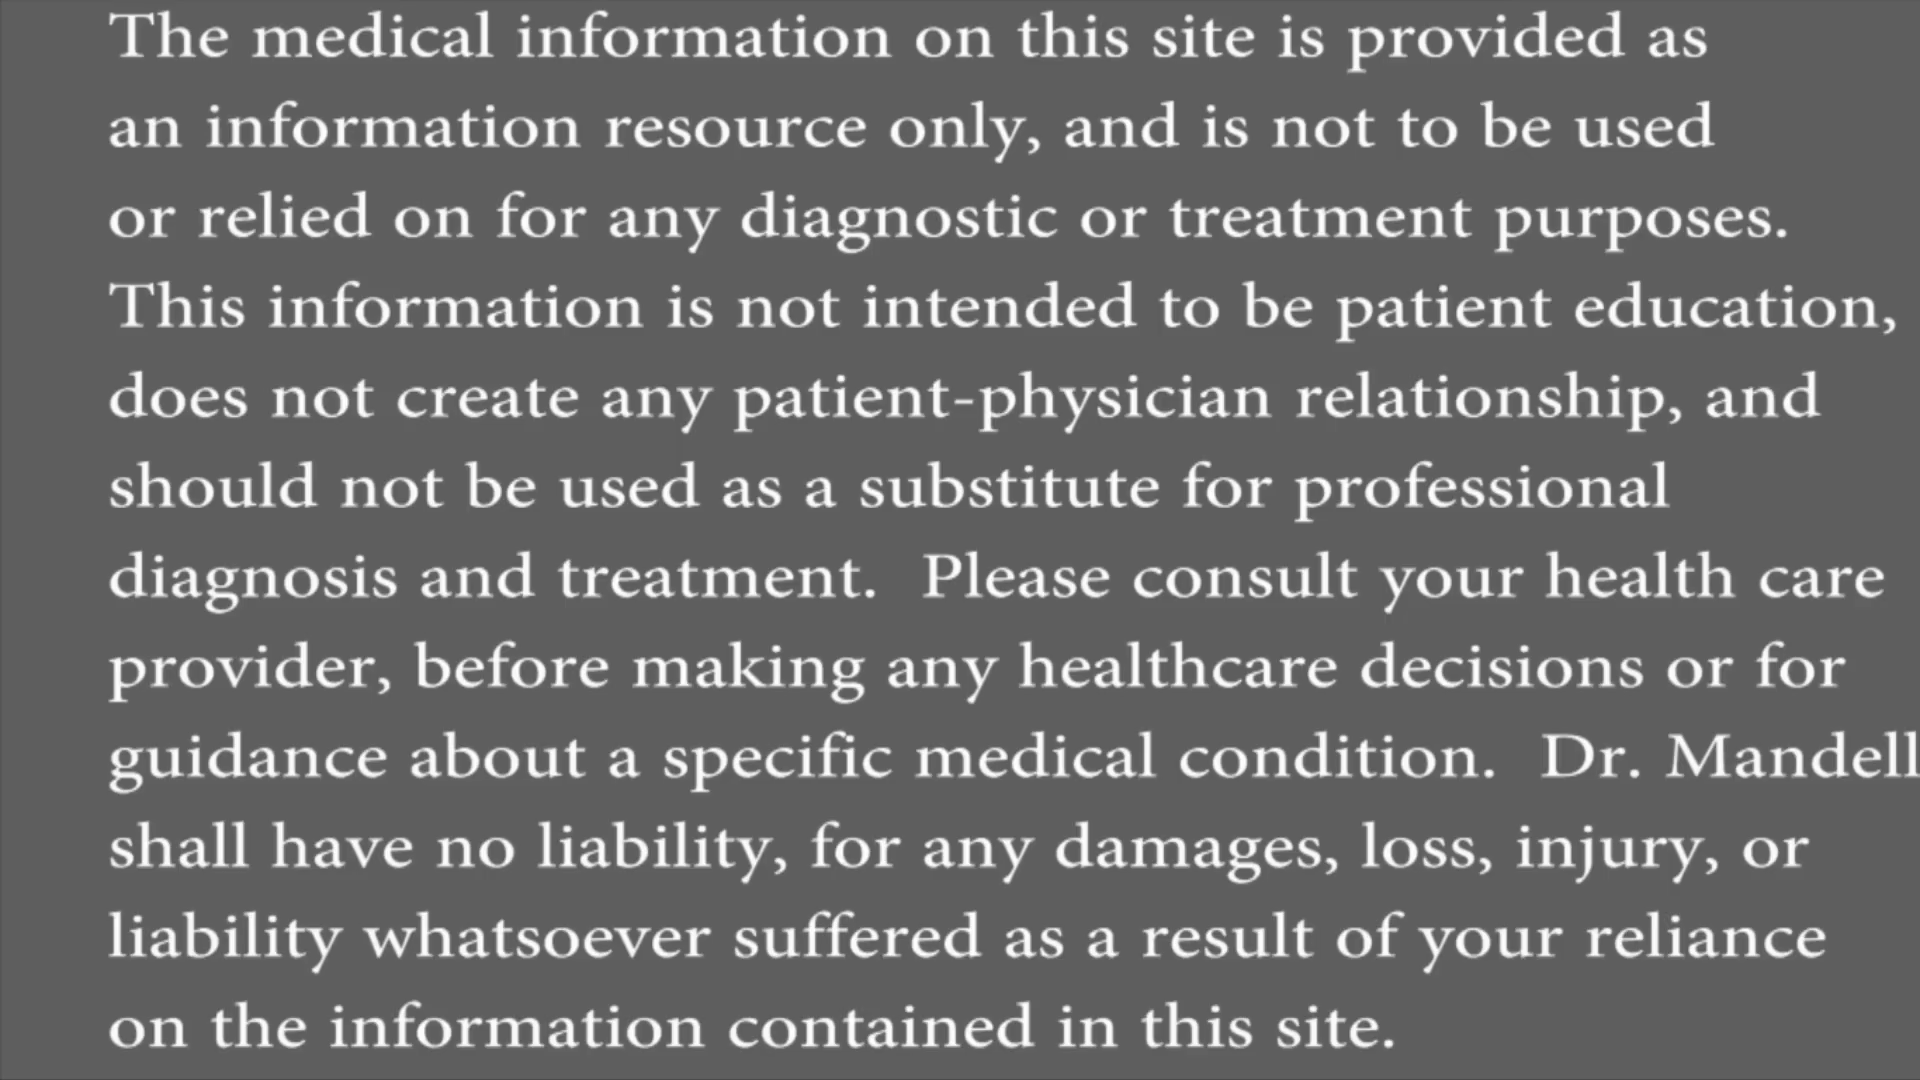 The medical information on this site is provided as
an information resource only, and is not to be used
or relied on for any diagnostic or treatment purposes.
This information is not intended to be patient education,
does not create any patient-physician relationship, and
should not be used as a substitute for professional
diagnosis and treatment.  Please consult your health care
provider, before making any healthcare decisions or for
guidance about a specific medical condition.  Dr. Mandell
shall have no liability, for any damages, loss, injury, or
liability whatsoever suffered as a result of your reliance
on the information contained in this site.